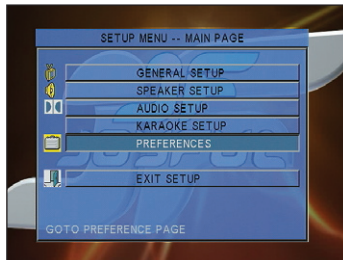 SETUP MENU -- MAIN PAGE
GENERAL SETUP
SPEAKER SETUP
AUDIO SETUP
KARAOKE SETUP
PREFERENCES
EXIT SETUP
GOTO PREFERENCE PAGE